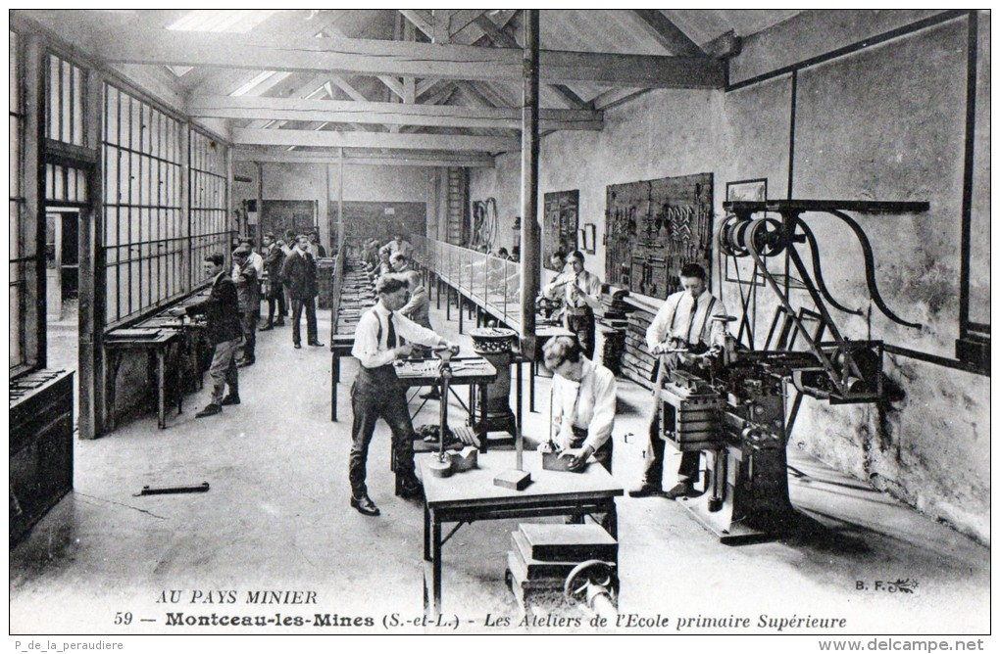 AU PAYS MINIER
59 — Montceau-les-Mines (S.-et-L.) - Les Ateliers de l'Ecole primaire Supérieure
B. F.
P_de_la_peraudiere
www.delcampe.net